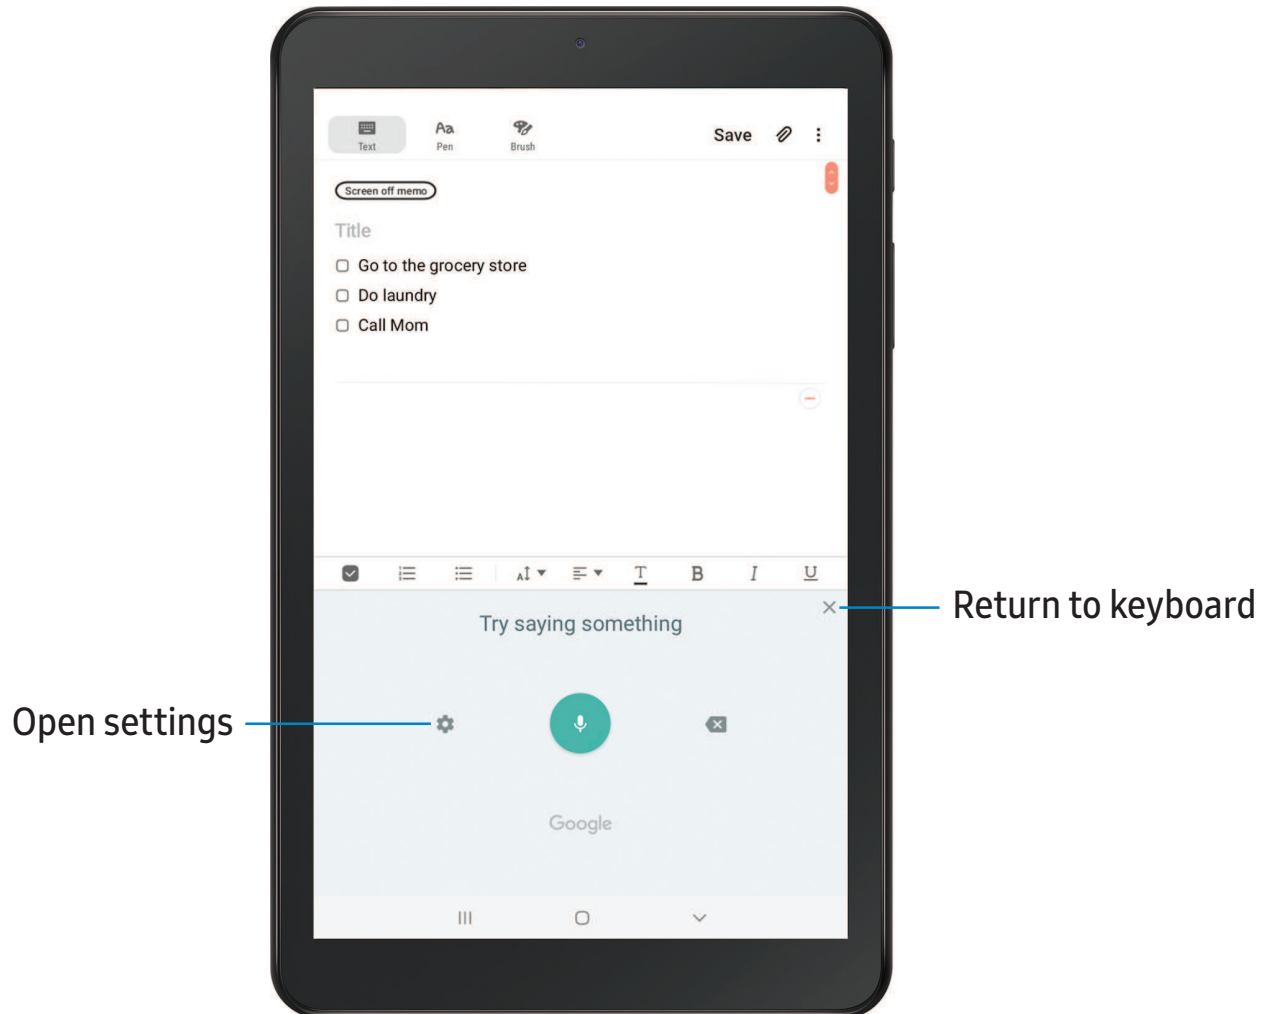 Text
Aa
Pen
Brush
Save
Screen off memo
Title
Go to the grocery store
Do laundry
Call Mom
A
T
B
I
U
Return to keyboard
Try saying something
Open settings
Google